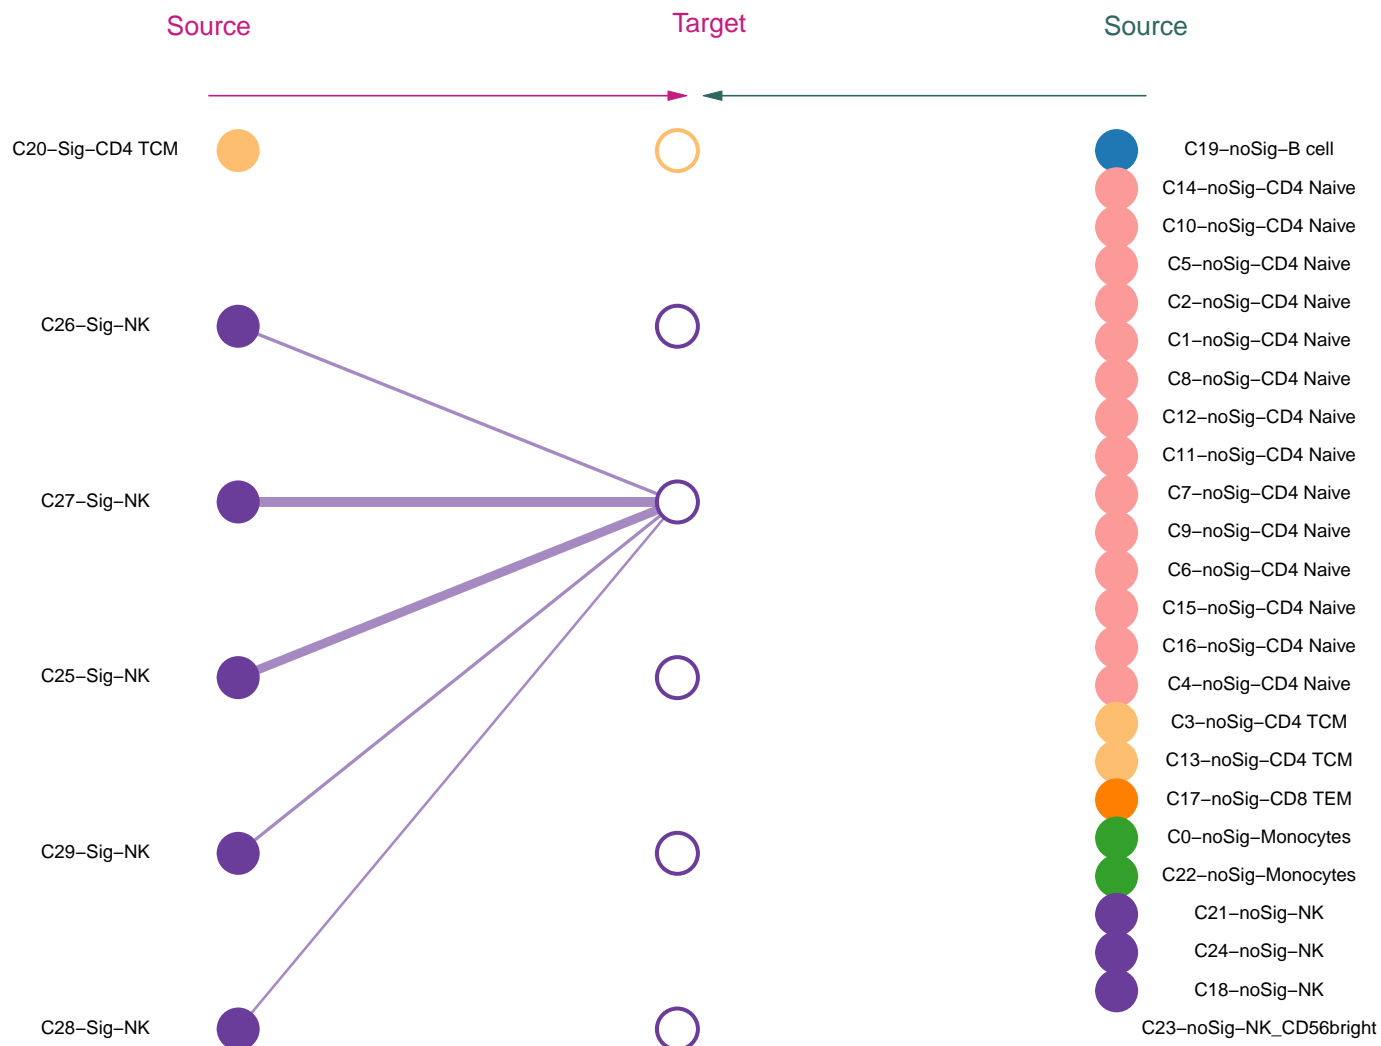 Source
Target
Source
C20−Sig−CD4 TCM
C26−Sig−NK
C27−Sig−NK
C25−Sig−NK
C29−Sig−NK
C28−Sig−NK
C19−noSig−B cell
C14−noSig−CD4 Naive
C10−noSig−CD4 Naive
C5−noSig−CD4 Naive
C2−noSig−CD4 Naive
C1−noSig−CD4 Naive
C8−noSig−CD4 Naive
C12−noSig−CD4 Naive
C11−noSig−CD4 Naive
C7−noSig−CD4 Naive
C9−noSig−CD4 Naive
C6−noSig−CD4 Naive
C15−noSig−CD4 Naive
C16−noSig−CD4 Naive
C4−noSig−CD4 Naive
C3−noSig−CD4 TCM
C13−noSig−CD4 TCM
C17−noSig−CD8 TEM
C0−noSig−Monocytes
C22−noSig−Monocytes
C21−noSig−NK
C24−noSig−NK
C18−noSig−NK
C23−noSig−NK_CD56bright